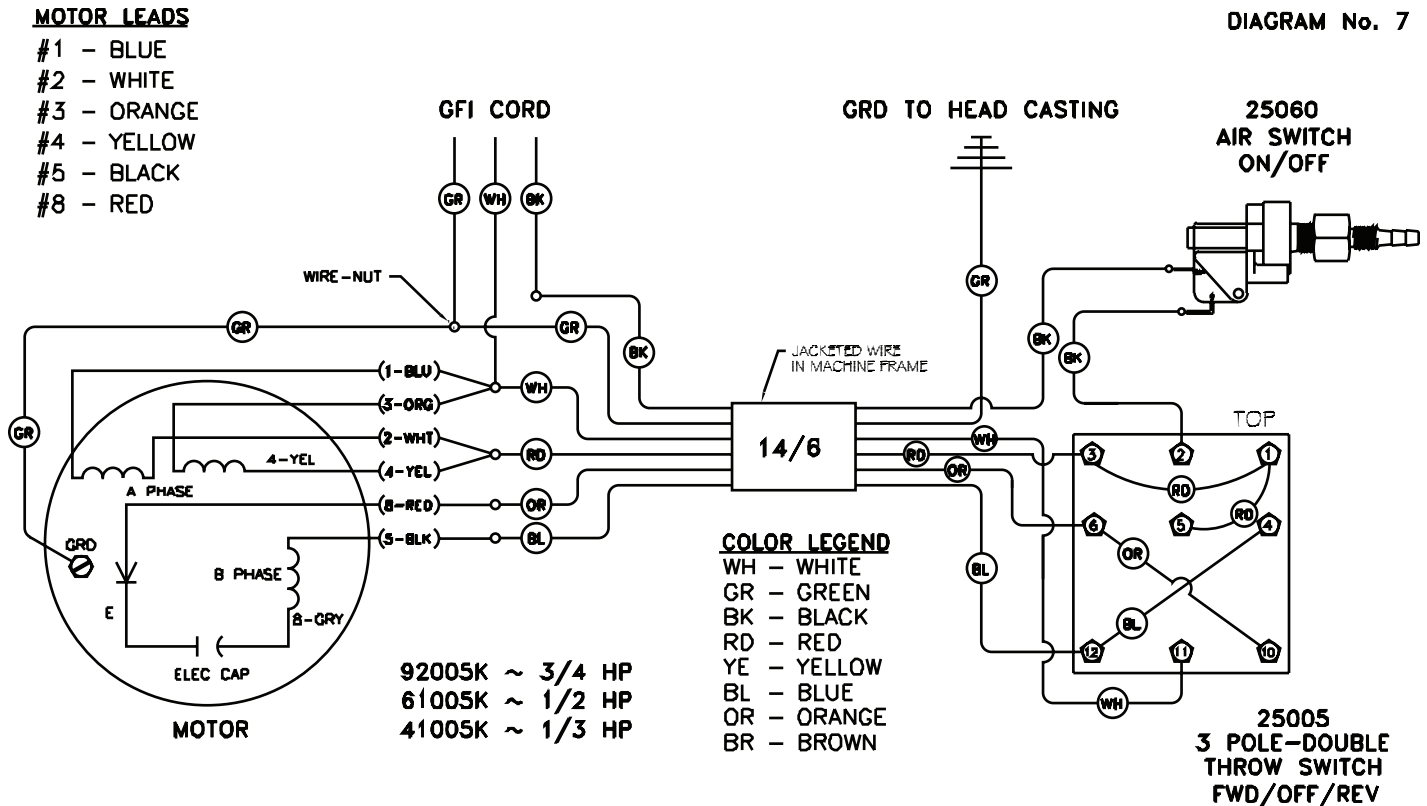 MOTOR LEADS
#1 - BLUE
#2 - WHITE
#3 - ORANGE
#4 - YELLOW
#5 - BLACK
#8 - RED
DIAGRAM No. 7
GFI CORD
GR
WH
BK
GRD TO HEAD CASTING
GR
25060
AIR SWITCH
ON/OFF
WIRE-NUT
GR
GR
BK
GR
JACKETED WIRE
IN MACHINE FRAME
BK
BK
(1-BLU)
WH
(3-ORG)
(2-WHT)
RD
(4-YEL)
4-YEL
A PHASE
(8-RED)
OR
(5-BLK)
BL
14/6
WH
RD
OR
BL
TOP
3
2
1
RD
RD
6
5
4
OR
BL
12
11
10
WH
GRD
E
B PHASE
8-GRY
ELEC CAP
MOTOR
92005K ~ 3/4 HP
61005K ~ 1/2 HP
41005K ~ 1/3 HP
COLOR LEGEND
WH - WHITE
GR - GREEN
BK - BLACK
RD - RED
YE - YELLOW
BL - BLUE
OR - ORANGE
BR - BROWN
25005
3 POLE-DOUBLE
THROW SWITCH
FWD/OFF/REV